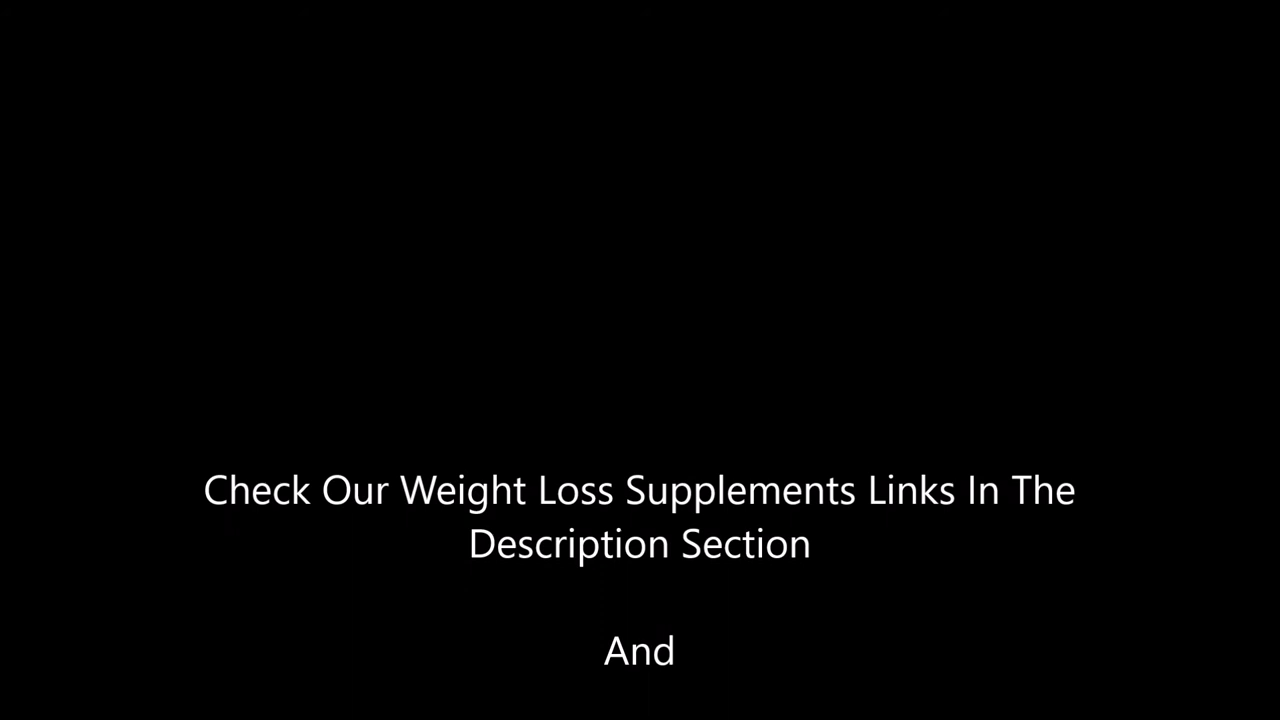 Check Our Weight Loss Supplements Links In The
Description Section
And